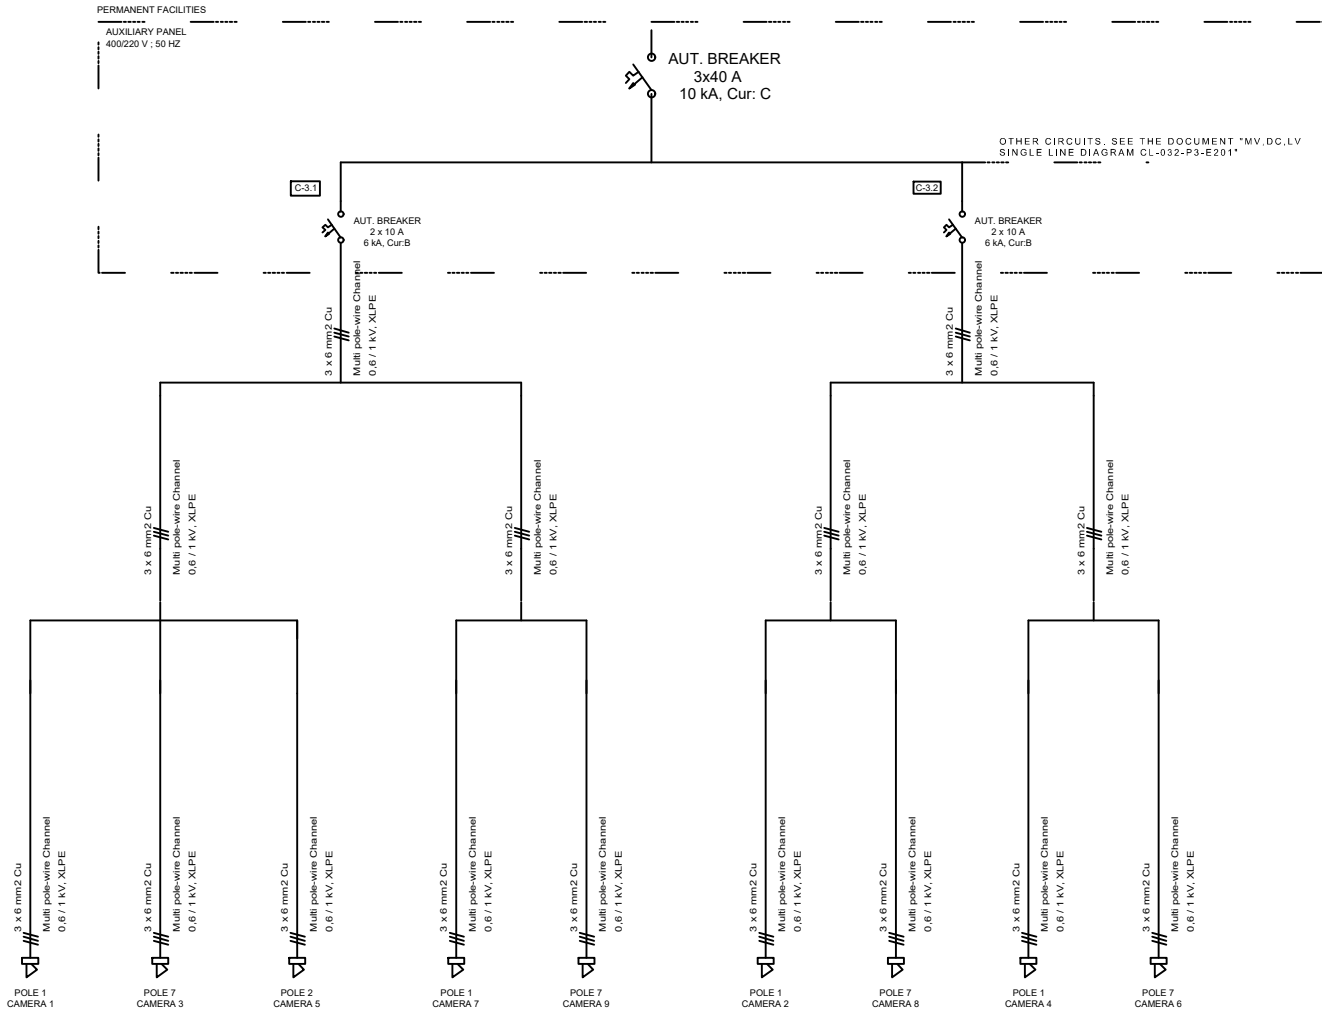 PERMANENT FACILITIES
AUXILIARY PANEL
400/220 V ; 50 HZ
AUT. BREAKER
3x40 A
10 kA, Cur: C
OTHER CIRCUITS. SEE THE DOCUMENT "MV,DC,LV
SINGLE LINE DIAGRAM CL-032-P3-E201"
C-3.1
AUT. BREAKER
2 x 10 A
6 kA, Cur:B
C-3.2
AUT. BREAKER
2 x 10 A
6 kA, Cur:B
3 x 6 mm2 Cu
Multi pole-wire Channel
0,6 / 1 kV, XLPE
3 x 6 mm2 Cu
Multi pole-wire Channel
0,6 / 1 kV, XLPE
3 x 6 mm2 Cu
Multi pole-wire Channel
0,6 / 1 kV, XLPE
3 x 6 mm2 Cu
Multi pole-wire Channel
0,6 / 1 kV, XLPE
3 x 6 mm2 Cu
Multi pole-wire Channel
0,6 / 1 kV, XLPE
3 x 6 mm2 Cu
Multi pole-wire Channel
0,6 / 1 kV, XLPE
3 x 6 mm2 Cu
Multi pole-wire Channel
0,6 / 1 kV, XLPE
3 x 6 mm2 Cu
Multi pole-wire Channel
0,6 / 1 kV, XLPE
3 x 6 mm2 Cu
Multi pole-wire Channel
0,6 / 1 kV, XLPE
3 x 6 mm2 Cu
Multi pole-wire Channel
0,6 / 1 kV, XLPE
3 x 6 mm2 Cu
Multi pole-wire Channel
0,6 / 1 kV, XLPE
3 x 6 mm2 Cu
Multi pole-wire Channel
0,6 / 1 kV, XLPE
3 x 6 mm2 Cu
Multi pole-wire Channel
0,6 / 1 kV, XLPE
3 x 6 mm2 Cu
Multi pole-wire Channel
0,6 / 1 kV, XLPE
3 x 6 mm2 Cu
Multi pole-wire Channel
0,6 / 1 kV, XLPE
POLE 1
CAMERA 1
POLE 7
CAMERA 3
POLE 2
CAMERA 5
POLE 1
CAMERA 7
POLE 7
CAMERA 9
POLE 1
CAMERA 2
POLE 7
CAMERA 8
POLE 1
CAMERA 4
POLE 7
CAMERA 6